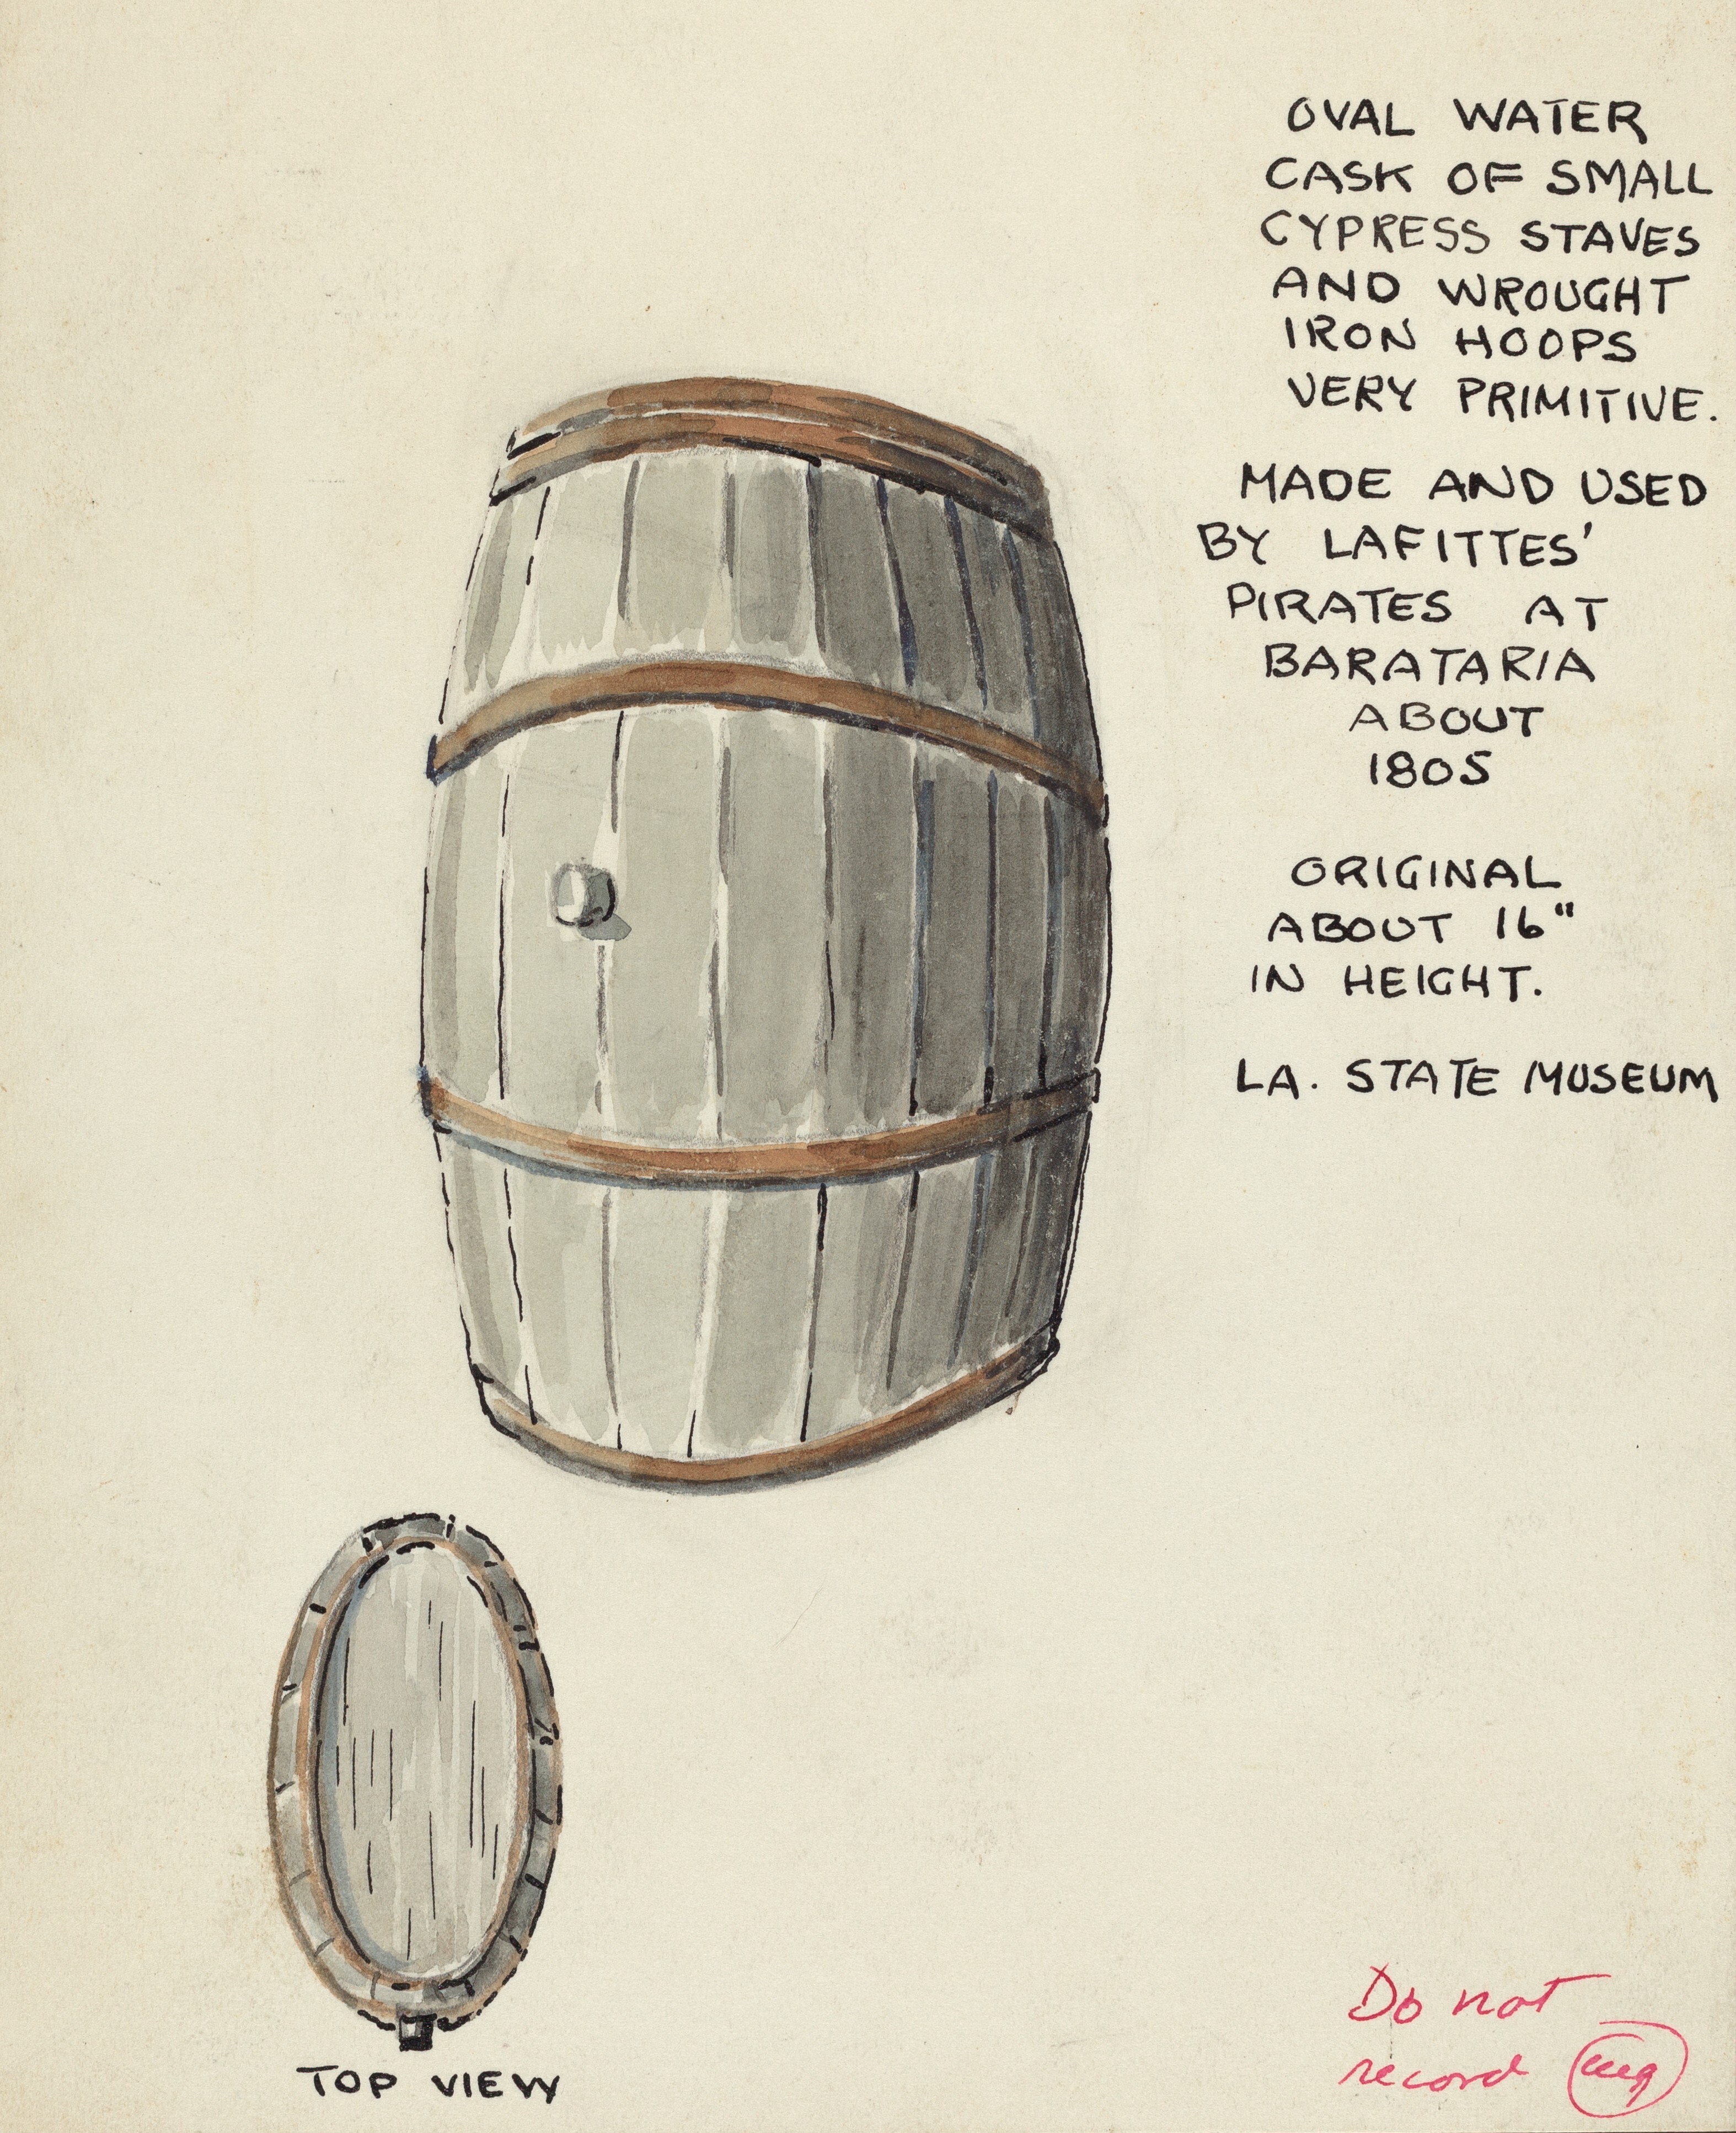 OVAL WATER
CASK OF SMALL
CYPRESS STAVES
AND WROUGHT
IRON HOOPS
VERY PRIMITIVE.
MADE AND USED
BY LAFITTES'
PIRATES AT
BARATARIA
ABOUT
1805
ORIGINAL
ABOUT 16"
IN HEIGHT.
LA. STATE MUSEUM
TOP VIEW
Do not
record